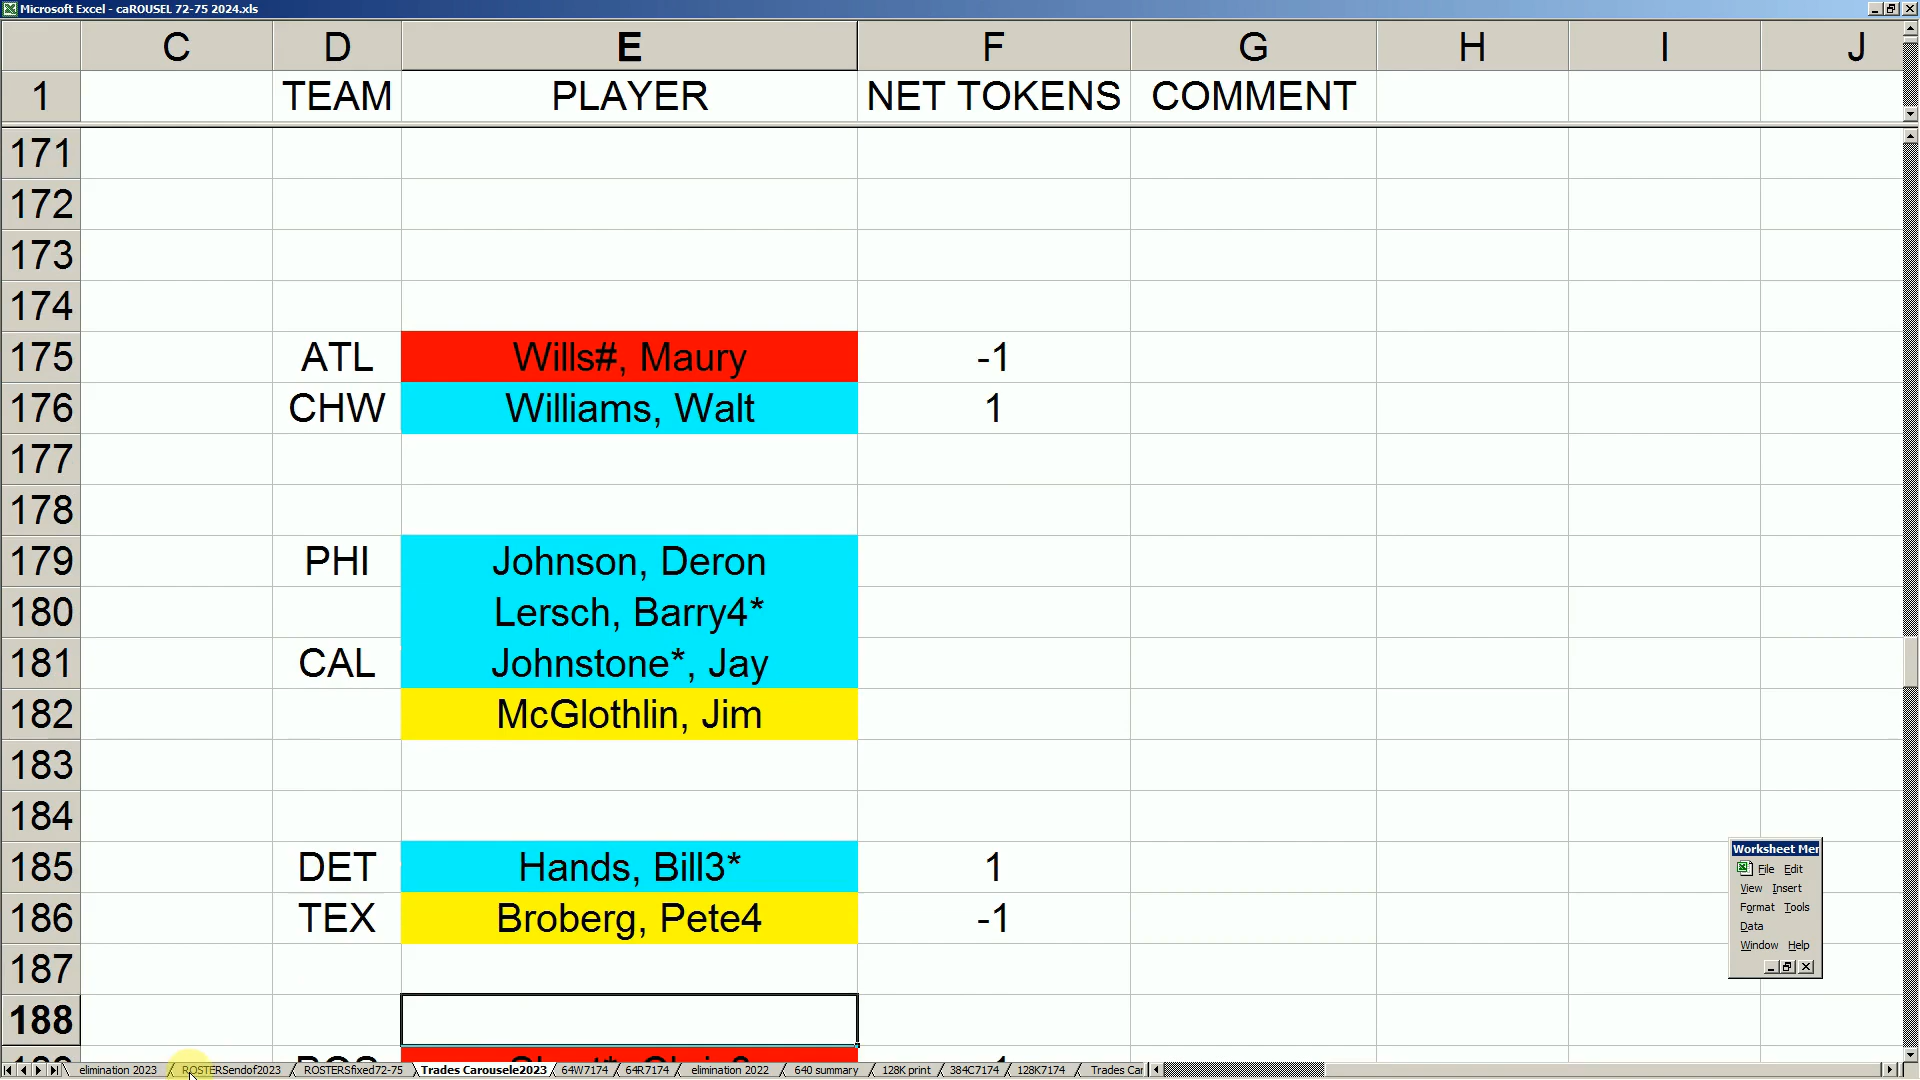 Microsoft Excel - caROUSEL 72-75 2024.xls
C D E F G H I J
1 TEAM PLAYER NET TOKENS COMMENT
171
172
173
174
175 ATL Wills#, Maury -1
176 CHW Williams, Walt 1
177
178
179 PHI Johnson, Deron
180 Lersch, Barry4*
181 CAL Johnstone*, Jay
182 McGlothlin, Jim
183
184
185 DET Hands, Bill3* 1
186 TEX Broberg, Pete4 -1
187
188
Worksheet Mer
File Edit
View Insert
Format Tools
Data
Window Help
elimination 2023 ROSTERSendof2023 ROSTERSfixed72-75 Trades Carousele2023 64W7174 64R7174 elimination 2022 640 summary 128K print 384C7174 128K7174 Trades Car